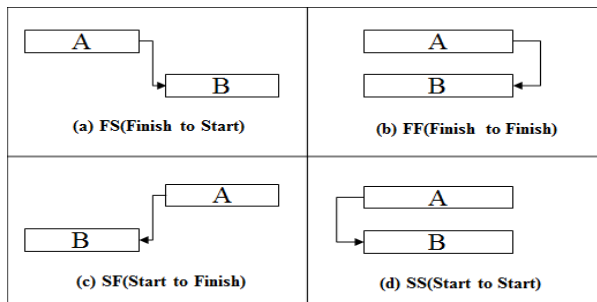 A
B
(a) FS(Finish to Start)
A
B
(b) FF(Finish to Finish)
A
B
(c) SF(Start to Finish)
A
B
(d) SS(Start to Start)